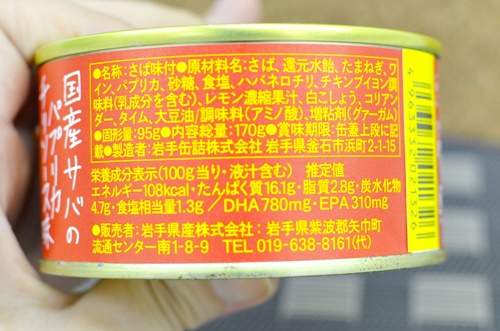 国産サバの
パプリカ
●名称:さば味付●原材料名:さば、還元水飴、たまねぎ、ワ
イン、パプリカ、砂糖、食塩、ハバネロチリ、チキンブイヨン調
味料(乳成分を含む)、レモン濃縮果汁、白こしょう、コリアン
ダー、タイム、大豆油/調味料(アミノ酸)、増粘剤(グァーガム)
●固形量:95g●内容総量:170g●賞味期限:缶蓋上段に記
載●製造者:岩手缶詰株式会社 岩手県釜石市浜町2-1-15
栄養成分表示(100g当り・液汁含む) 推定値
エネルギー108kcal・たんぱく質16.1g・脂質2.8g・炭水化物
4.7g・食塩相当量1.3g/DHA780mg・EPA310mg
●販売者:岩手県産株式会社 岩手県紫波郡矢巾町
流通センター南1-8-9 TEL 019-638-8161㈹